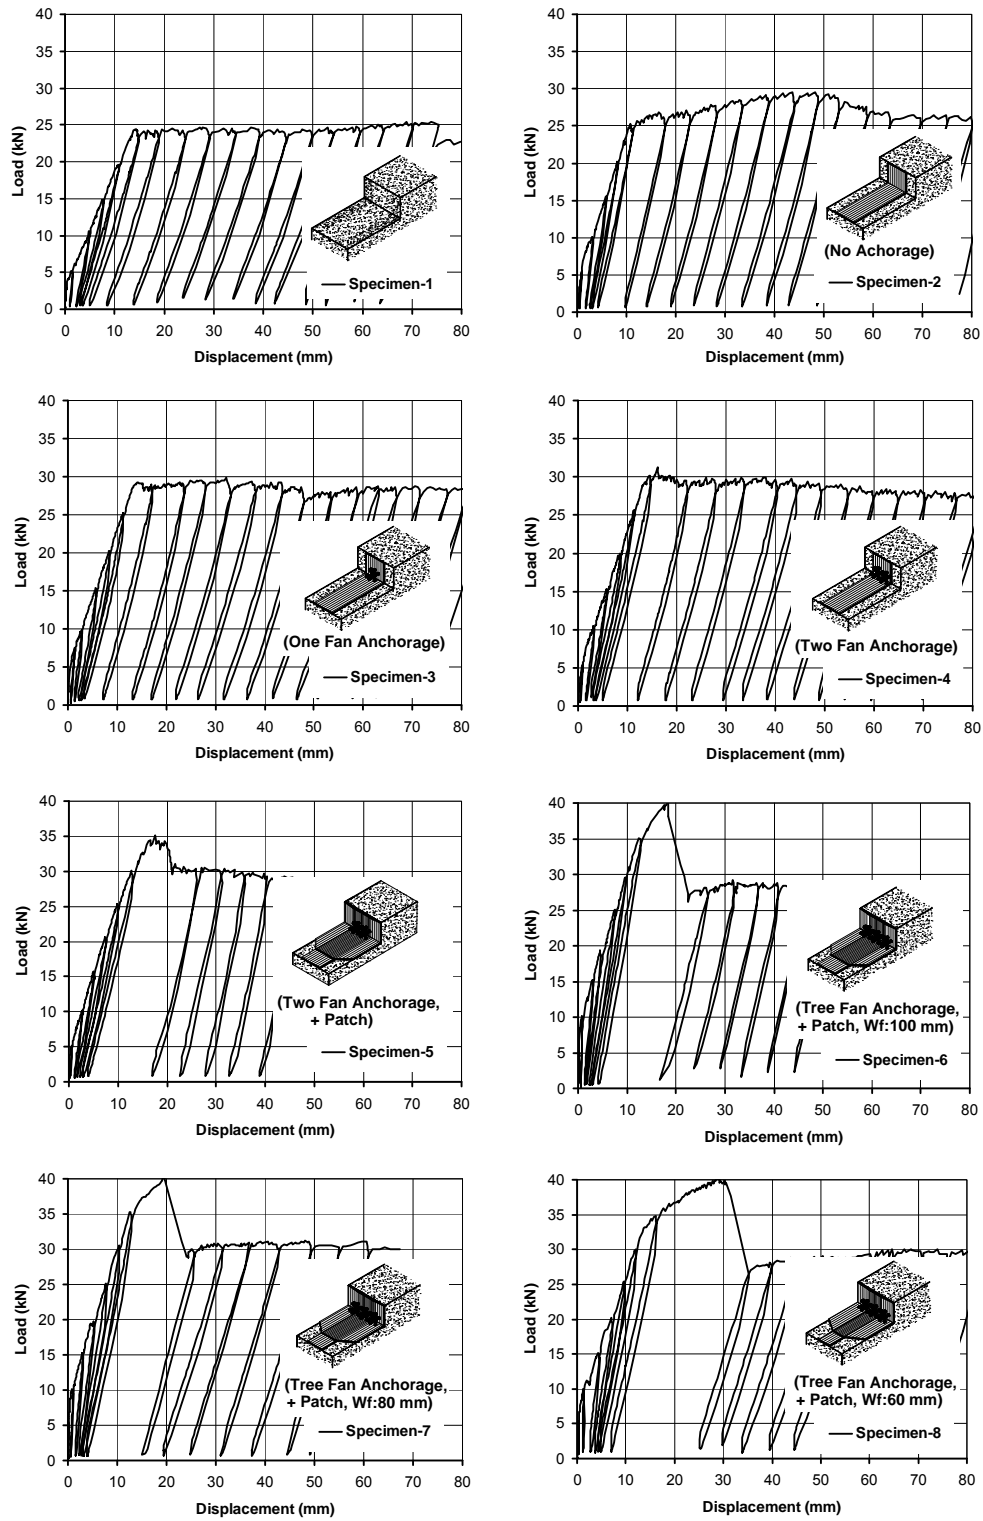 40
35
30
25
20
15
10
5
0
Load (kN)
0 10 20 30 40 50 60 70 80
Displacement (mm)
Specimen-1
40
35
30
25
20
15
10
5
0
Load (kN)
0 10 20 30 40 50 60 70 80
Displacement (mm)
(No Achorage)
Specimen-2
40
35
30
25
20
15
10
5
0
Load (kN)
0 10 20 30 40 50 60 70 80
Displacement (mm)
(One Fan Anchorage)
Specimen-3
40
35
30
25
20
15
10
5
0
Load (kN)
0 10 20 30 40 50 60 70 80
Displacement (mm)
(Two Fan Anchorage)
Specimen-4
40
35
30
25
20
15
10
5
0
Load (kN)
0 10 20 30 40 50 60 70 80
Displacement (mm)
(Two Fan Anchorage,
+ Patch)
Specimen-5
40
35
30
25
20
15
10
5
0
Load (kN)
0 10 20 30 40 50 60 70 80
Displacement (mm)
(Tree Fan Anchorage,
+ Patch, Wf:100 mm)
Specimen-6
40
35
30
25
20
15
10
5
0
Load (kN)
0 10 20 30 40 50 60 70 80
Displacement (mm)
(Tree Fan Anchorage,
+ Patch, Wf:80 mm)
Specimen-7
40
35
30
25
20
15
10
5
0
Load (kN)
0 10 20 30 40 50 60 70 80
Displacement (mm)
(Tree Fan Anchorage,
+ Patch, Wf:60 mm)
Specimen-8